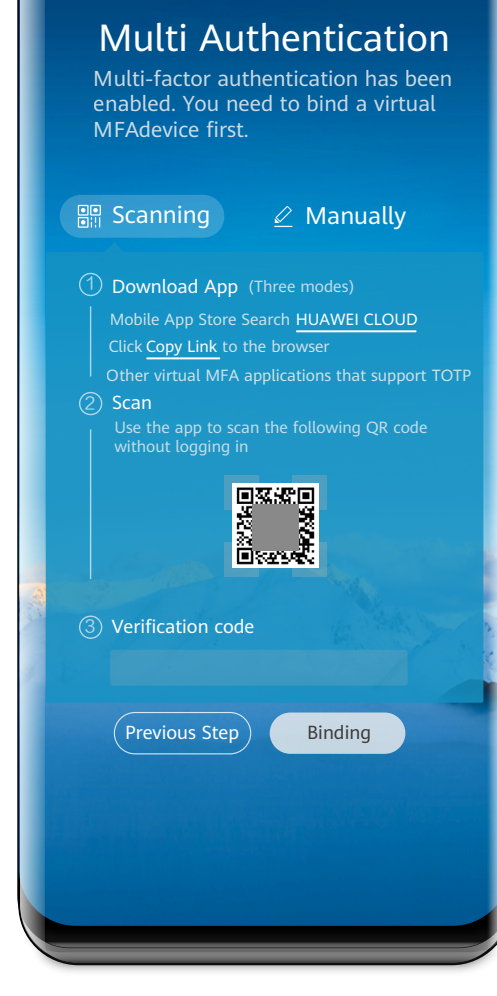 Multi Authentication
Multi-factor authentication has been
enabled. You need to bind a virtual
MFAdevice first.
Scanning
Manually
1 Download App (Three modes)
Mobile App Store Search HUAWEI CLOUD
Click Copy Link to the browser
Other virtual MFA applications that support TOTP
2 Scan
Use the app to scan the following QR code
without logging in
3 Verification code
Previous Step
Binding